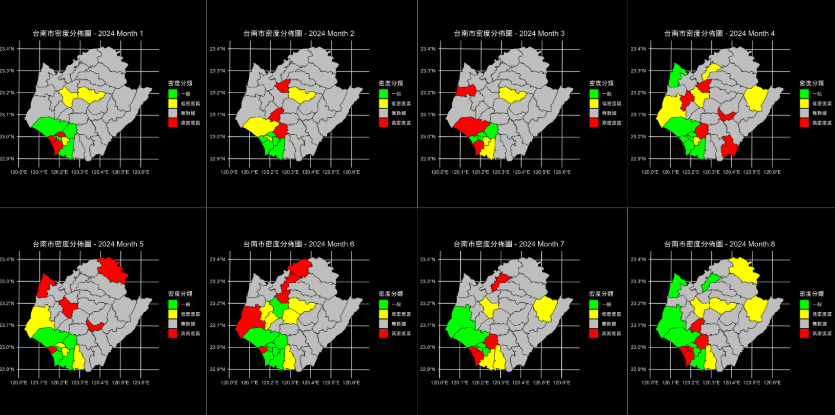 台南市密度分佈圖 - 2024 Month 1
23.4°N
23.3°N
23.2°N
23.1°N
23.0°N
22.9°N
120.0°E 120.1°E 120.2°E 120.3°E 120.4°E 120.5°E 120.6°E
密度分類
一般
低密度區
無數據
高密度區
台南市密度分佈圖 - 2024 Month 2
23.4°N
23.3°N
23.2°N
23.1°N
23.0°N
22.9°N
120.0°E 120.1°E 120.2°E 120.3°E 120.4°E 120.5°E 120.6°E
密度分類
一般
低密度區
無數據
高密度區
台南市密度分佈圖 - 2024 Month 3
23.4°N
23.3°N
23.2°N
23.1°N
23.0°N
22.9°N
120.0°E 120.1°E 120.2°E 120.3°E 120.4°E 120.5°E 120.6°E
密度分類
一般
低密度區
無數據
高密度區
台南市密度分佈圖 - 2024 Month 4
23.4°N
23.3°N
23.2°N
23.1°N
23.0°N
22.9°N
120.0°E 120.1°E 120.2°E 120.3°E 120.4°E 120.5°E 120.6°E
密度分類
一般
低密度區
無數據
高密度區
台南市密度分佈圖 - 2024 Month 5
23.4°N
23.3°N
23.2°N
23.1°N
23.0°N
22.9°N
120.0°E 120.1°E 120.2°E 120.3°E 120.4°E 120.5°E 120.6°E
密度分類
一般
低密度區
無數據
高密度區
台南市密度分佈圖 - 2024 Month 6
23.4°N
23.3°N
23.2°N
23.1°N
23.0°N
22.9°N
120.0°E 120.1°E 120.2°E 120.3°E 120.4°E 120.5°E 120.6°E
密度分類
一般
低密度區
無數據
高密度區
台南市密度分佈圖 - 2024 Month 7
23.4°N
23.3°N
23.2°N
23.1°N
23.0°N
22.9°N
120.0°E 120.1°E 120.2°E 120.3°E 120.4°E 120.5°E 120.6°E
密度分類
一般
低密度區
無數據
高密度區
台南市密度分佈圖 - 2024 Month 8
23.4°N
23.3°N
23.2°N
23.1°N
23.0°N
22.9°N
120.0°E 120.1°E 120.2°E 120.3°E 120.4°E 120.5°E 120.6°E
密度分類
一般
低密度區
無數據
高密度區